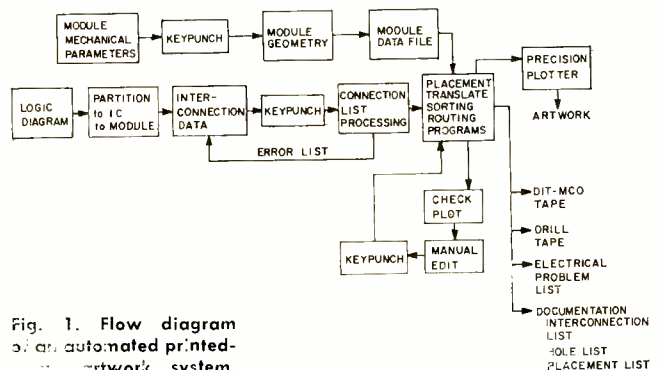 MODULE
MECHANICAL
PARAMETERS
KEYPUNCH
MODULE
GEOMETRY
MODULE
DATA FILE
PRECISION
PLOTTER
ARTWORK
LOGIC
DIAGRAM
PARTITION
to IC
to MODULE
INTER-
CONNECTION
DATA
KEYPUNCH
CONNECTION
LIST
PROCESSING
PLACEMENT
TRANSLATE
SORTING
ROUTING
PROGRAMS
ERROR LIST
CHECK
PLOT
MANUAL
EDIT
KEYPUNCH
DIT-MCO
TAPE
DRILL
TAPE
ELECTRICAL
PROBLEM
LIST
DOCUMENTATION
INTERCONNECTION
LIST
HOLE LIST
PLACEMENT LIST
Fig. 1. Flow diagram
of an automated printed-
artwork system.